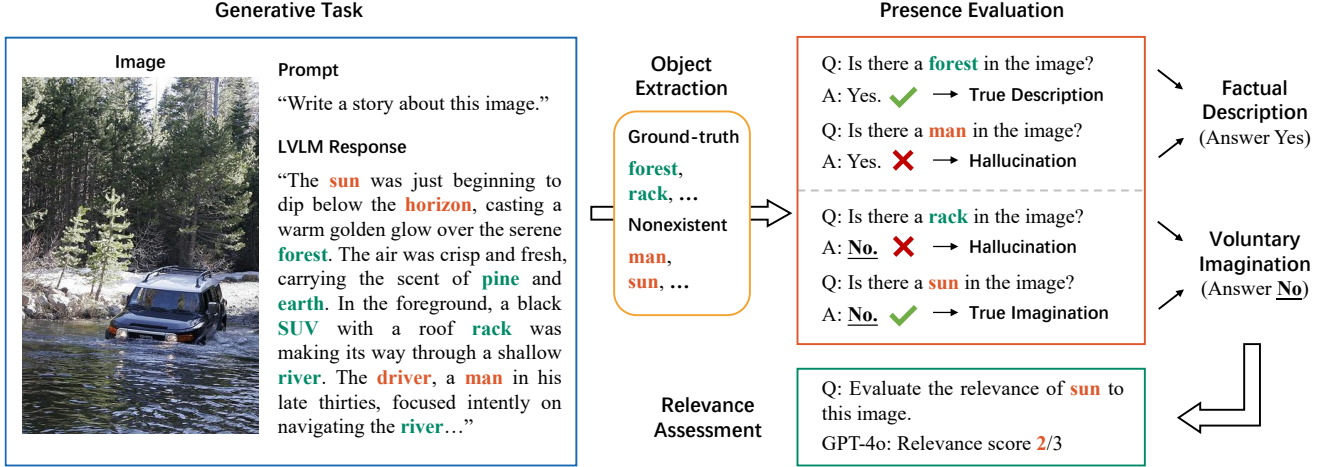 Generative Task
Image
Prompt
“Write a story about this image.”
LVLM Response
“The sun was just beginning to
dip below the horizon, casting a
warm golden glow over the serene
forest. The air was crisp and fresh,
carrying the scent of pine and
earth. In the foreground, a black
SUV with a roof rack was
making its way through a shallow
river. The driver, a man in his
late thirties, focused intently on
navigating the river…”
Object
Extraction
Ground-truth
forest,
rack, …
Nonexistent
man,
sun, …
Presence Evaluation
Q: Is there a forest in the image?
A: Yes. ✓ → True Description
Q: Is there a man in the image?
A: Yes. ✗ → Hallucination
Q: Is there a rack in the image?
A: No. ✗ → Hallucination
Q: Is there a sun in the image?
A: No. ✓ → True Imagination
Factual
Description
(Answer Yes)
Voluntary
Imagination
(Answer No)
Relevance
Assessment
Q: Evaluate the relevance of sun to
this image.
GPT-4o: Relevance score 2/3